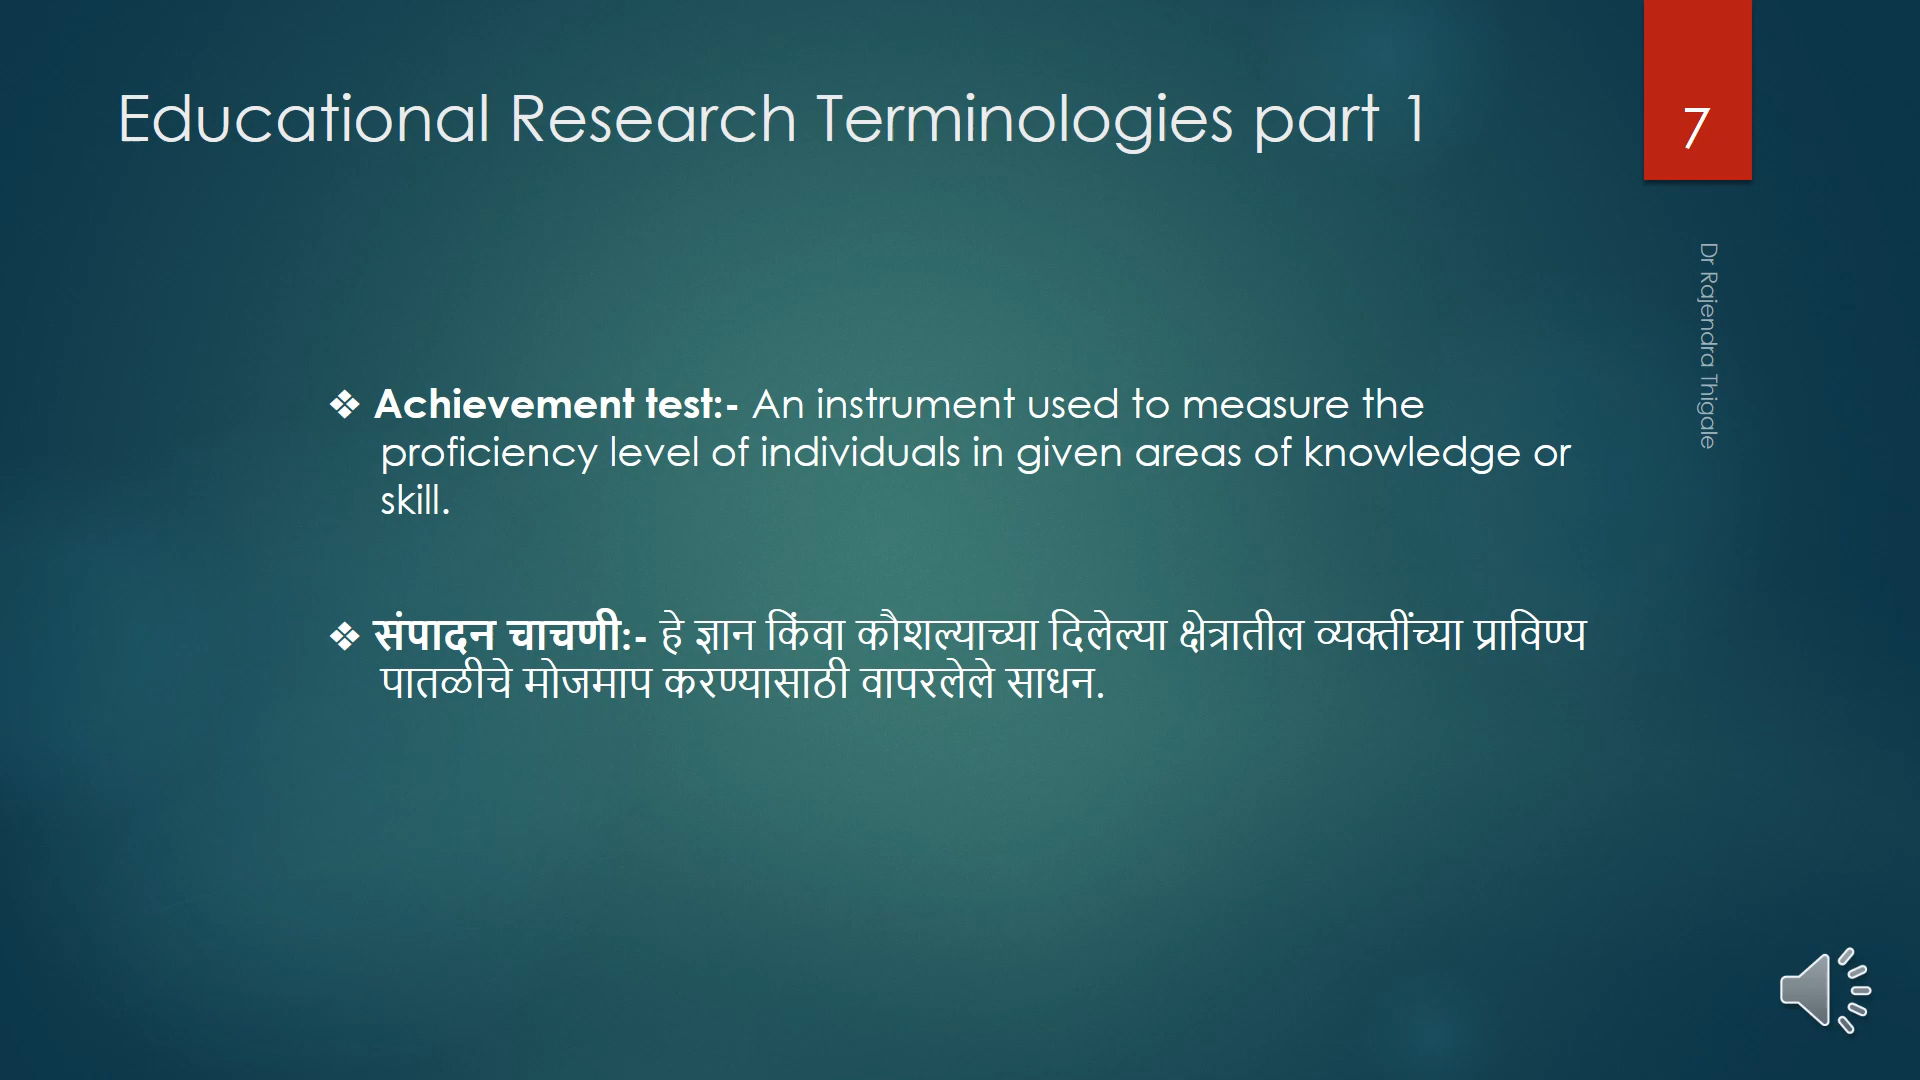 Educational Research Terminologies part 1
7
Dr Rajendra Thigale
❖ Achievement test:- An instrument used to measure the
proficiency level of individuals in given areas of knowledge or
skill.
❖ संपादन चाचणी:- हे ज्ञान किंवा कौशल्याच्या दिलेल्या क्षेत्रातील व्यक्तींच्या प्राविण्य
पातळीचे मोजमाप करण्यासाठी वापरलेले साधन.